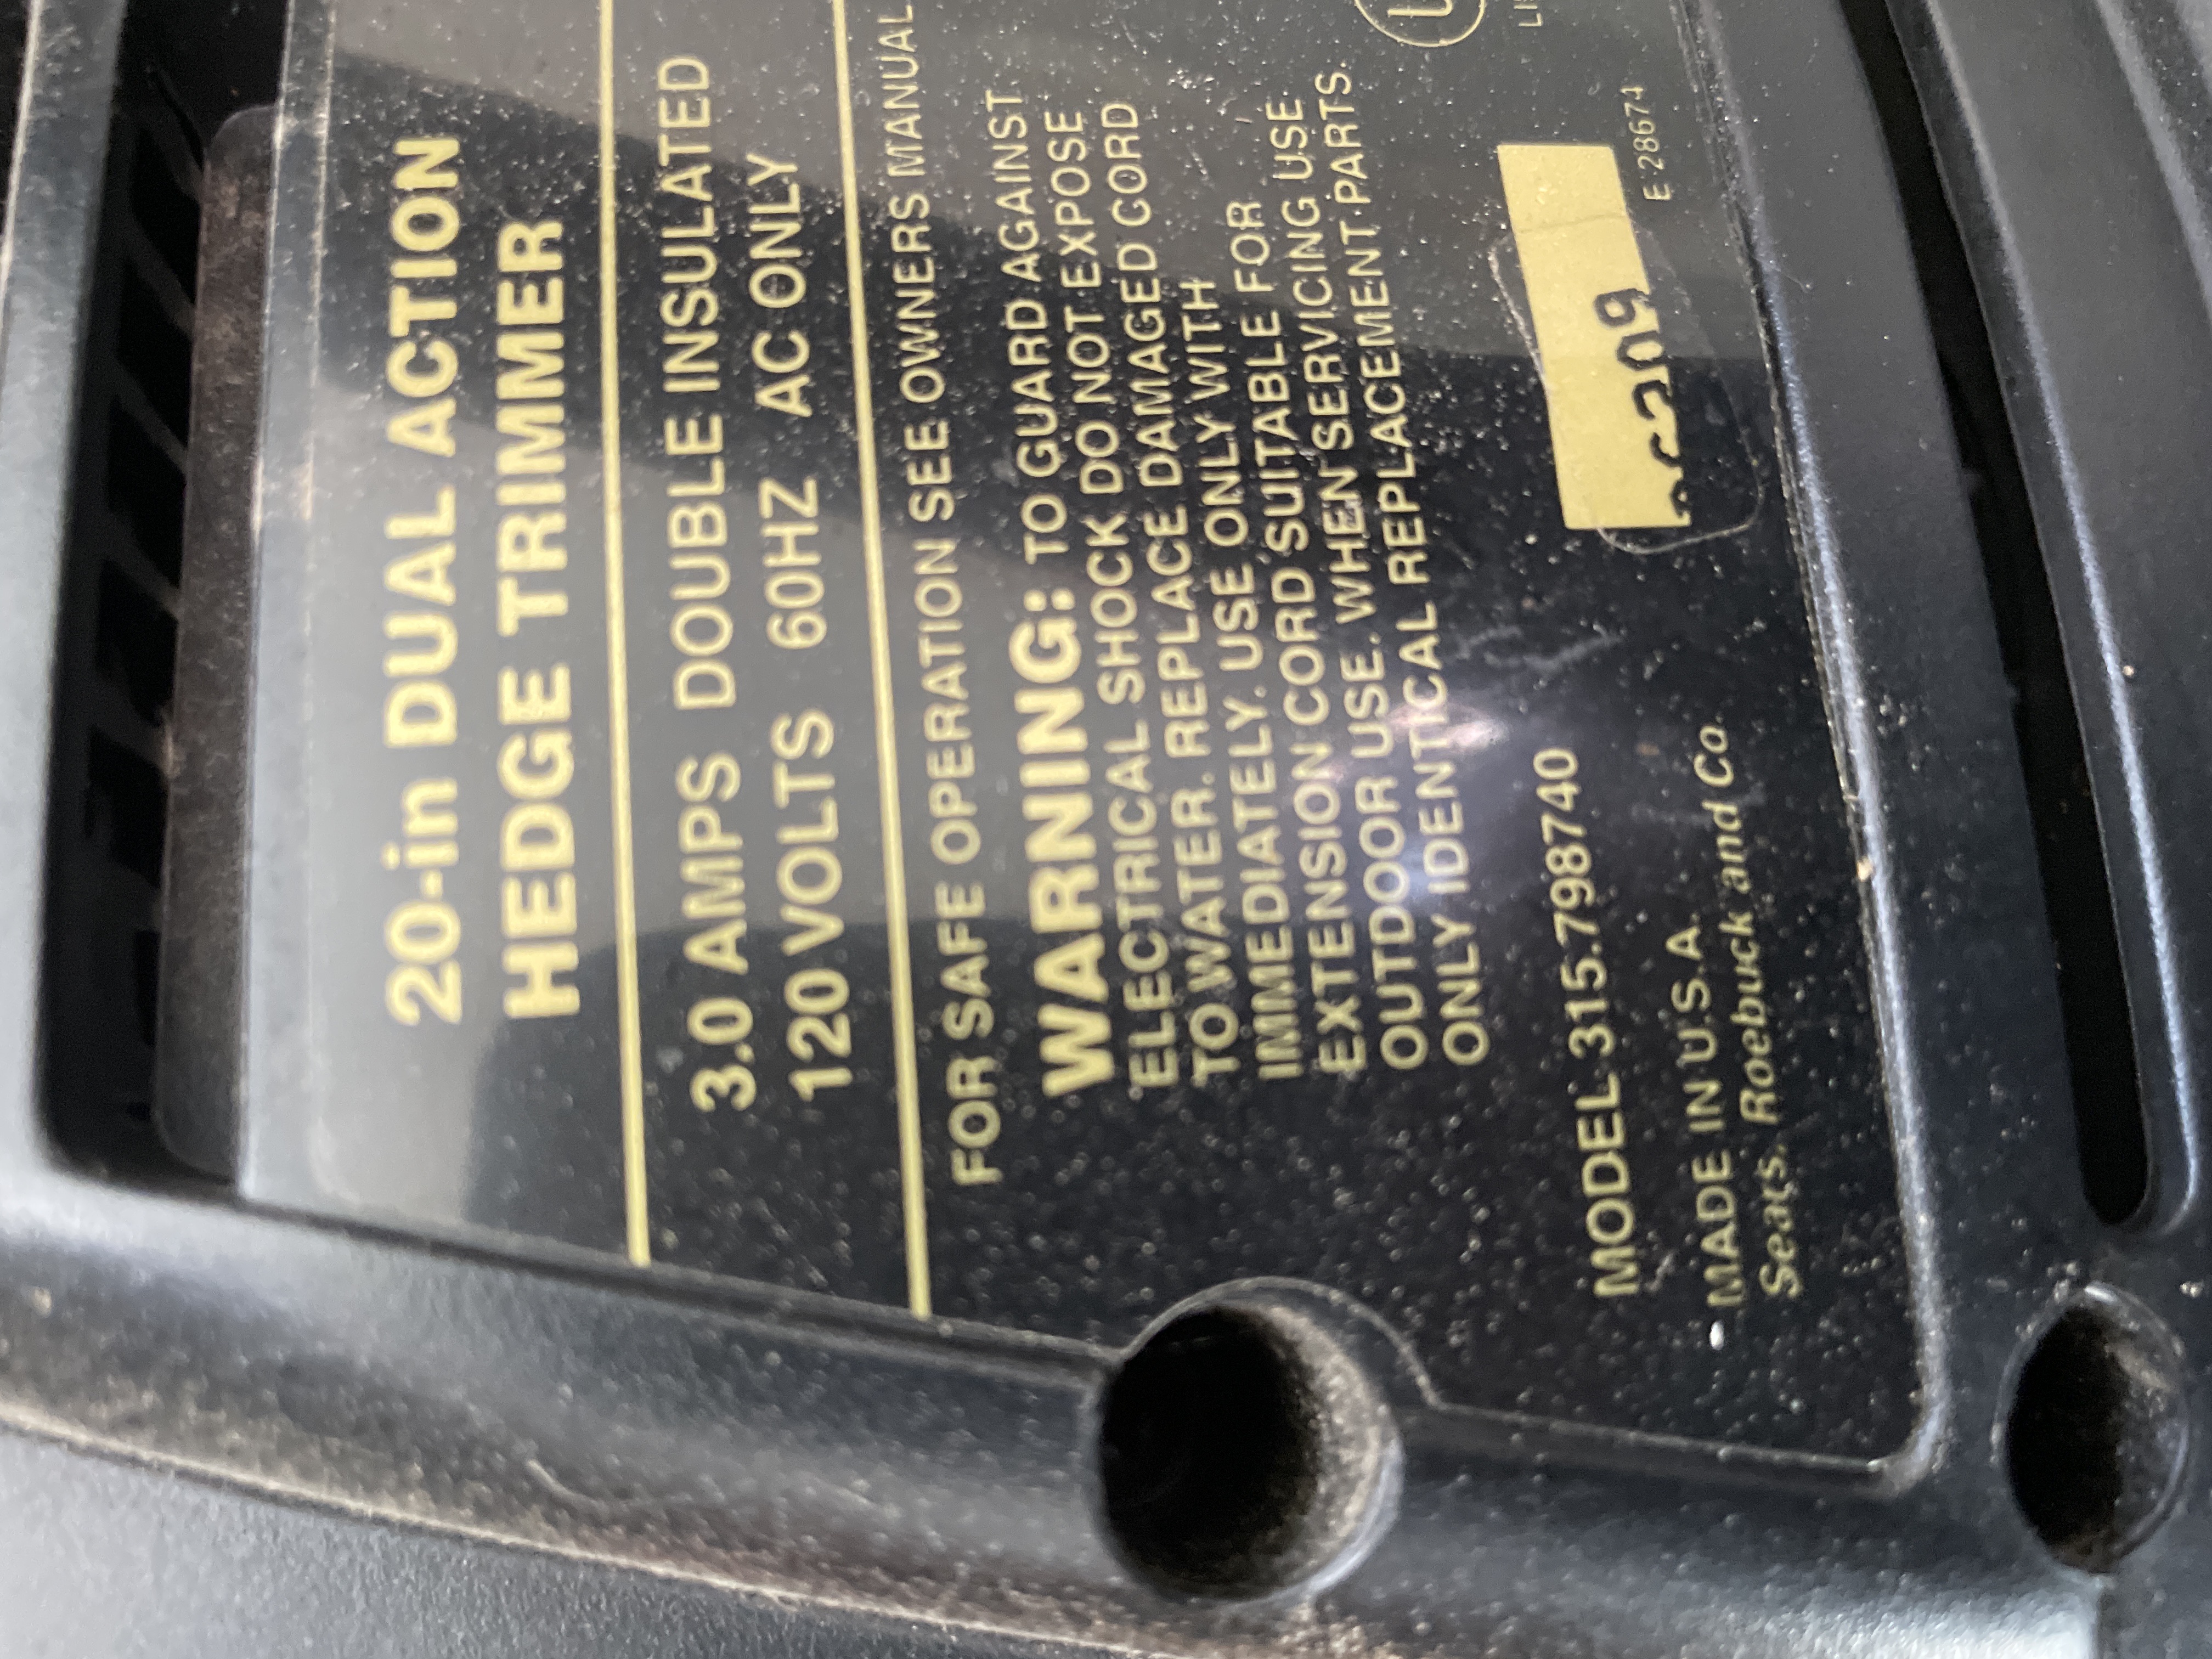 20-in DUAL ACTION
HEDGE TRIMMER
3.0 AMPS DOUBLE INSULATED
120 VOLTS 60HZ AC ONLY
FOR SAFE OPERATION SEE OWNERS MANUAL
WARNING: TO GUARD AGAINST
ELECTRICAL SHOCK DO NOT EXPOSE
TO WATER. REPLACE DAMAGED CORD
IMMEDIATELY. USE ONLY WITH
EXTENSION CORD SUITABLE FOR
OUTDOOR USE. WHEN SERVICING USE
ONLY IDENTICAL REPLACEMENT PARTS.
MODEL 315.798740
MADE IN U.S.A.
Sears, Roebuck and Co.
E 28674